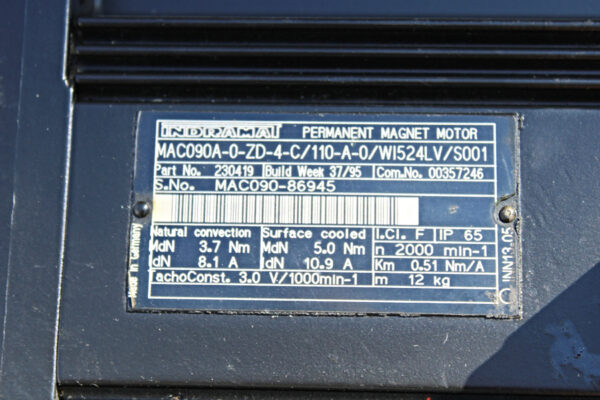 INDRAMAT PERMANENT MAGNET MOTOR
MAC090A-0-ZD-4-C/110-A-0/WI524LV/S001
Part No. 230419 Build Week 37/95 Com.No. 00357246
S.No. MAC090-86945
Natural convection Surface cooled I.Cl. F IP 65
MdN 3.7 Nm MdN 5.0 Nm n 2000 min-1
IdN 8.1 A IdN 10.9 A Km 0.51 Nm/A
TachoConst. 3.0 V/1000min-1 m 12 kg
Made in Germany
INN13.05